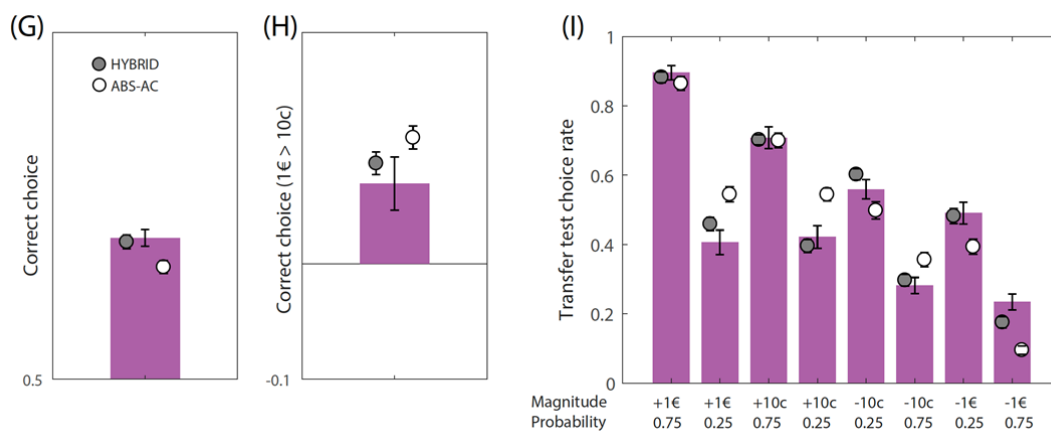 (G)
HYBRID
ABS-AC
Correct choice
0.5
(H)
Correct choice (1€ > 10c)
-0.1
(I)
Transfer test choice rate
1
0.8
0.6
0.4
0.2
0
Magnitude +1€ +1€ +10c +10c -10c -10c -1€ -1€
Probability 0.75 0.25 0.75 0.25 0.25 0.75 0.25 0.75